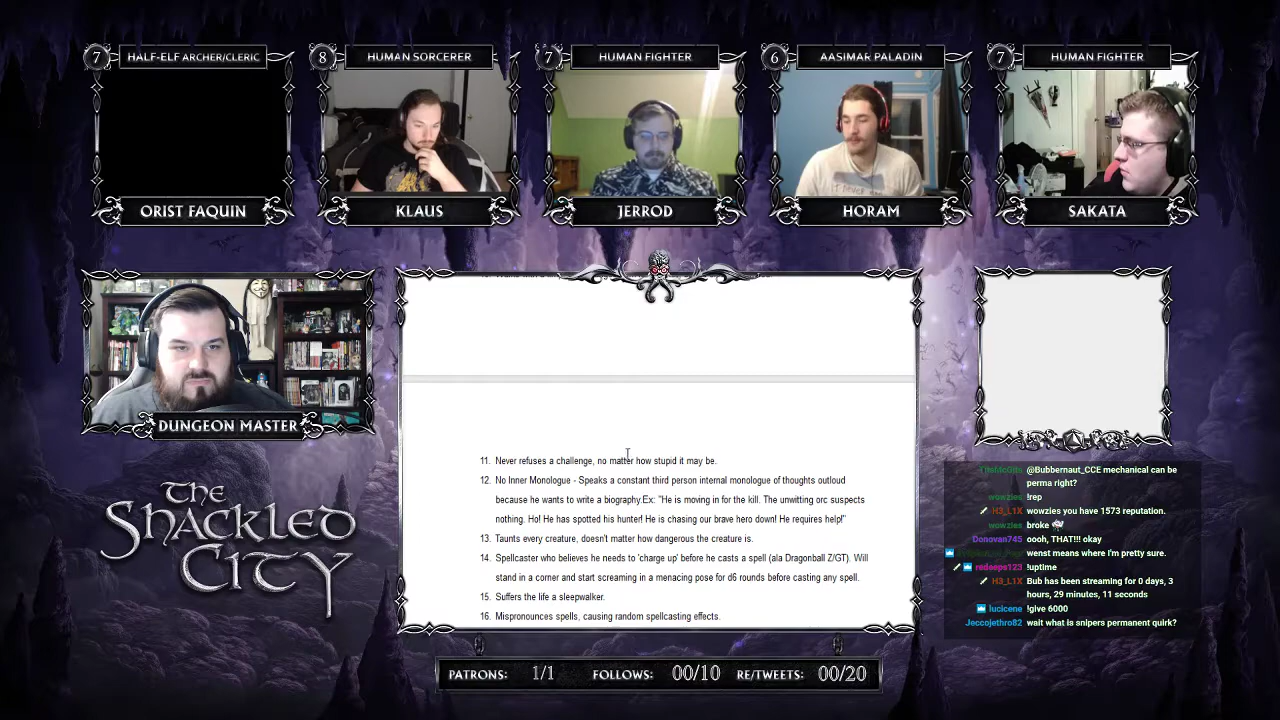 7 HALF-ELF ARCHER/CLERIC
8 HUMAN SORCERER
7 HUMAN FIGHTER
6 AASIMAR PALADIN
7 HUMAN FIGHTER
ORIST FAQUIN
KLAUS
JERROD
HORAM
SAKATA
DUNGEON MASTER
THE
SHACKLED
CITY
11. Never refuses a challenge, no matter how stupid it may be.
12. No Inner Monologue - Speaks a constant third person internal monologue of thoughts outloud
because he wants to write a biography.Ex: "He is moving in for the kill. The unwitting orc suspects
nothing. Ho! He has spotted his hunter! He is chasing our brave hero down! He requires help!"
13. Taunts every creature, doesn't matter how dangerous the creature is.
14. Spellcaster who believes he needs to 'charge up' before he casts a spell (ala Dragonball Z/GT). Will
stand in a corner and start screaming in a menacing pose for d6 rounds before casting any spell.
15. Suffers the life a sleepwalker.
16. Mispronounces spells, causing random spellcasting effects.
@Bubbernaut_CCE mechanical can be
perma right?
wowzies !rep
H3_L1X wowzies you have 1573 reputation.
wowzies broke
Donovan745 oooh, THAT!!! okay
wenst means where I'm pretty sure.
redeeps123 !uptime
H3_L1X Bub has been streaming for 0 days, 3
hours, 29 minutes, 11 seconds
lucicene !give 6000
Jeccojethro82 wait what is snipers permanent quirk?
PATRONS: 1/1 FOLLOWS: 00/10 RE/TWEETS: 00/20